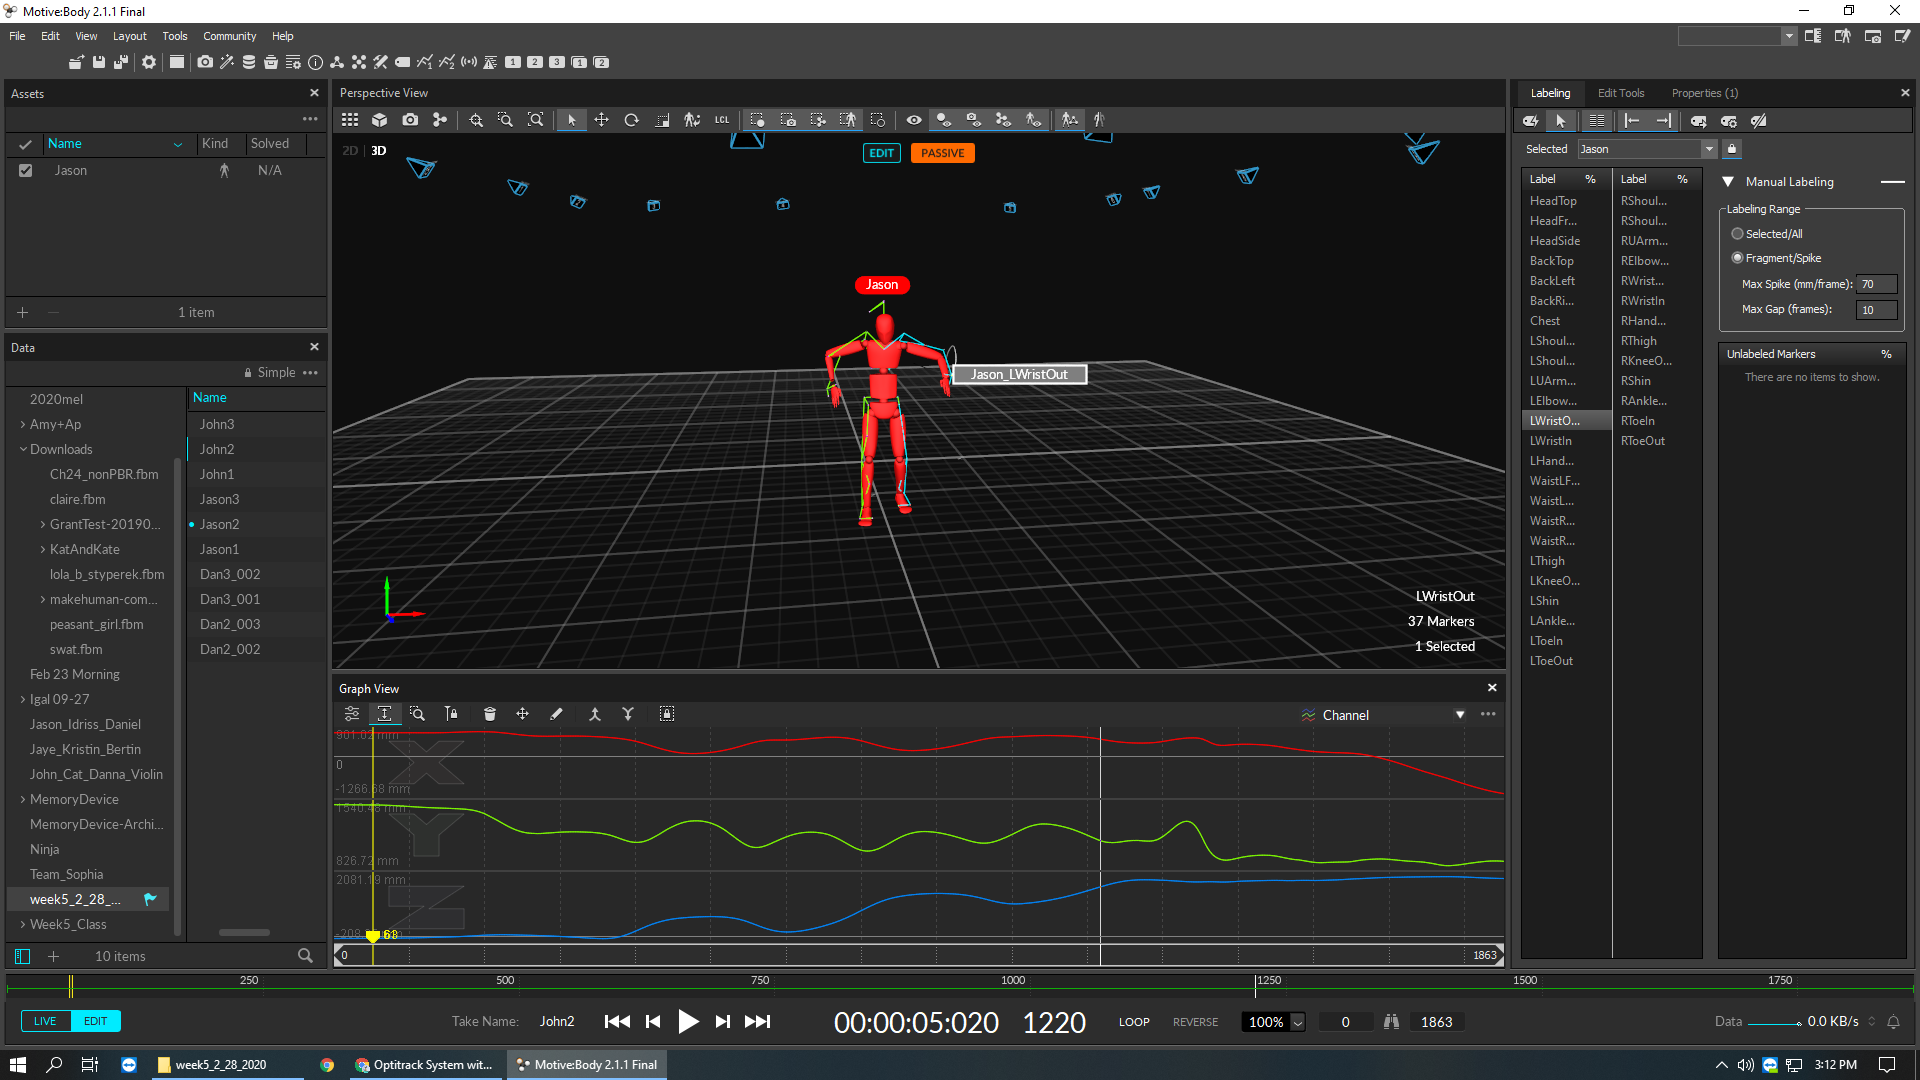 Motive:Body 2.1.1 Final
File Edit View Layout Tools Community Help
1 2 3 1 2
Assets
Name Kind Solved
Jason N/A
1 item
Data
Simple
2020mel
Amy+Ap
Downloads
Ch24_nonPBR.fbm
claire.fbm
GrantTest-20190...
KatAndKate
lola_b_styperek.fbm
makehuman-com...
peasant_girl.fbm
swat.fbm
Feb 23 Morning
Igal 09-27
Jason_Idriss_Daniel
Jaye_Kristin_Bertin
John_Cat_Danna_Violin
MemoryDevice
MemoryDevice-Archi...
Ninja
Team_Sophia
week5_2_28_...
Week5_Class
Name
John3
John2
John1
Jason3
Jason2
Jason1
Dan3_002
Dan3_001
Dan2_003
Dan2_002
10 items
Perspective View
LCL
2D 3D
EDIT PASSIVE
Jason
Jason_LWristOut
LWristOut
37 Markers
1 Selected
Graph View
Channel
901.02 mm
X
0
-1266.68 mm
1540.48 mm
Y
826.72 mm
2081.19 mm
Z
63
0 1863
Labeling Edit Tools Properties (1)
Selected Jason
Label %
HeadTop
HeadFr...
HeadSide
BackTop
BackLeft
BackRi...
Chest
LShoul...
LShoul...
LUArm...
LElbow...
LWristO...
LWristIn
LHand...
WaistLF...
WaistL...
WaistR...
WaistR...
LThigh
LKneeO...
LShin
LAnkle...
LToeIn
LToeOut
Label %
RShoul...
RShoul...
RUArm...
RElbow...
RWrist...
RWristIn
RHand...
RThigh
RKneeO...
RShin
RAnkle...
RToeIn
RToeOut
Manual Labeling
Labeling Range
Selected/All
Fragment/Spike
Max Spike (mm/frame): 70
Max Gap (frames): 10
Unlabeled Markers %
There are no items to show.
250 500 750 1000 1250 1500 1750
LIVE EDIT
Take Name: John2
00:00:05:020 1220 LOOP REVERSE 100% 0 1863
Data 0.0 KB/s
week5_2_28_2020
Optitrack System wit...
Motive:Body 2.1.1 Final
3:12 PM